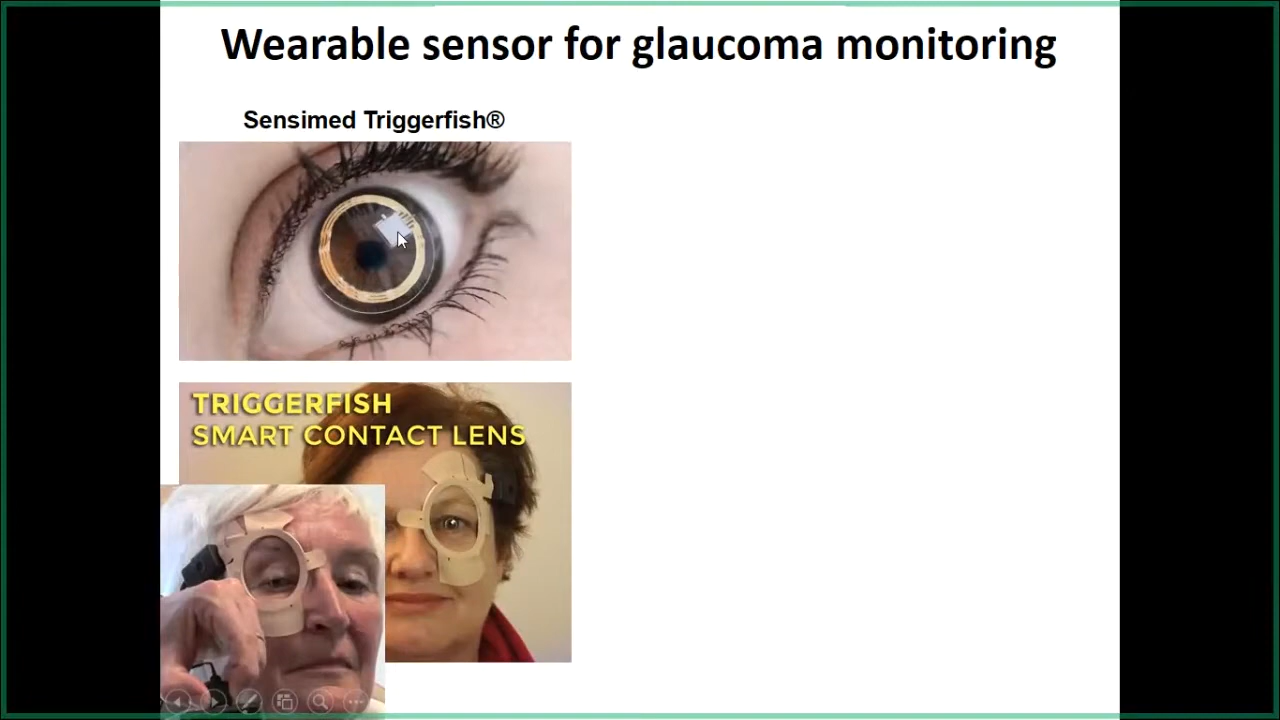 Wearable sensor for glaucoma monitoring
Sensimed Triggerfish®
TRIGGERFISH
SMART CONTACT LENS